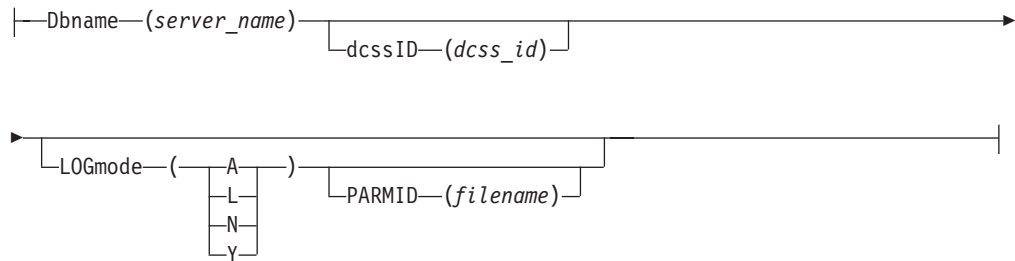 Dbname (server_name)
dcssID (dcss_id)
LOGmode ( A )
L
N
Y
PARMID (filename)